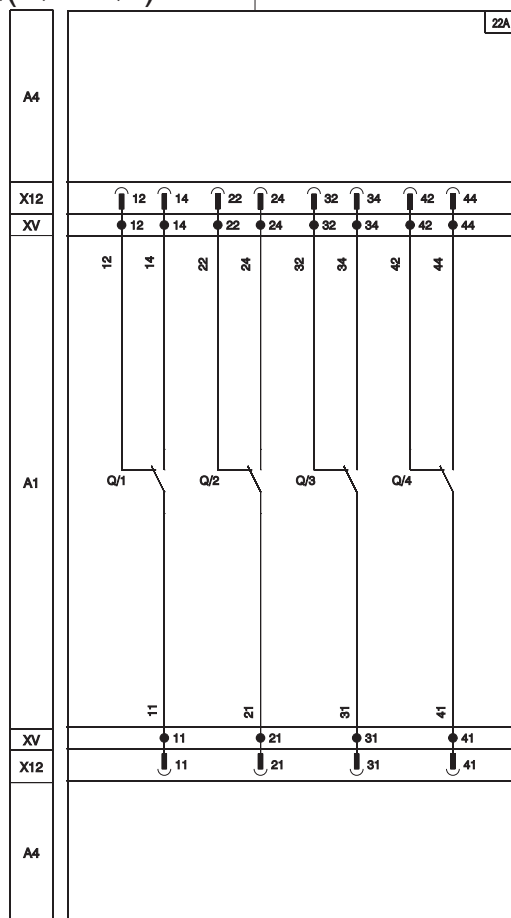 22A
A4
X12 12 14 22 24 32 34 42 44
XV 12 14 22 24 32 34 42 44
12 14 22 24 32 34 42 44
A1 Q/1 Q/2 Q/3 Q/4
11 21 31 41
XV 11 21 31 41
X12 11 21 31 41
A4